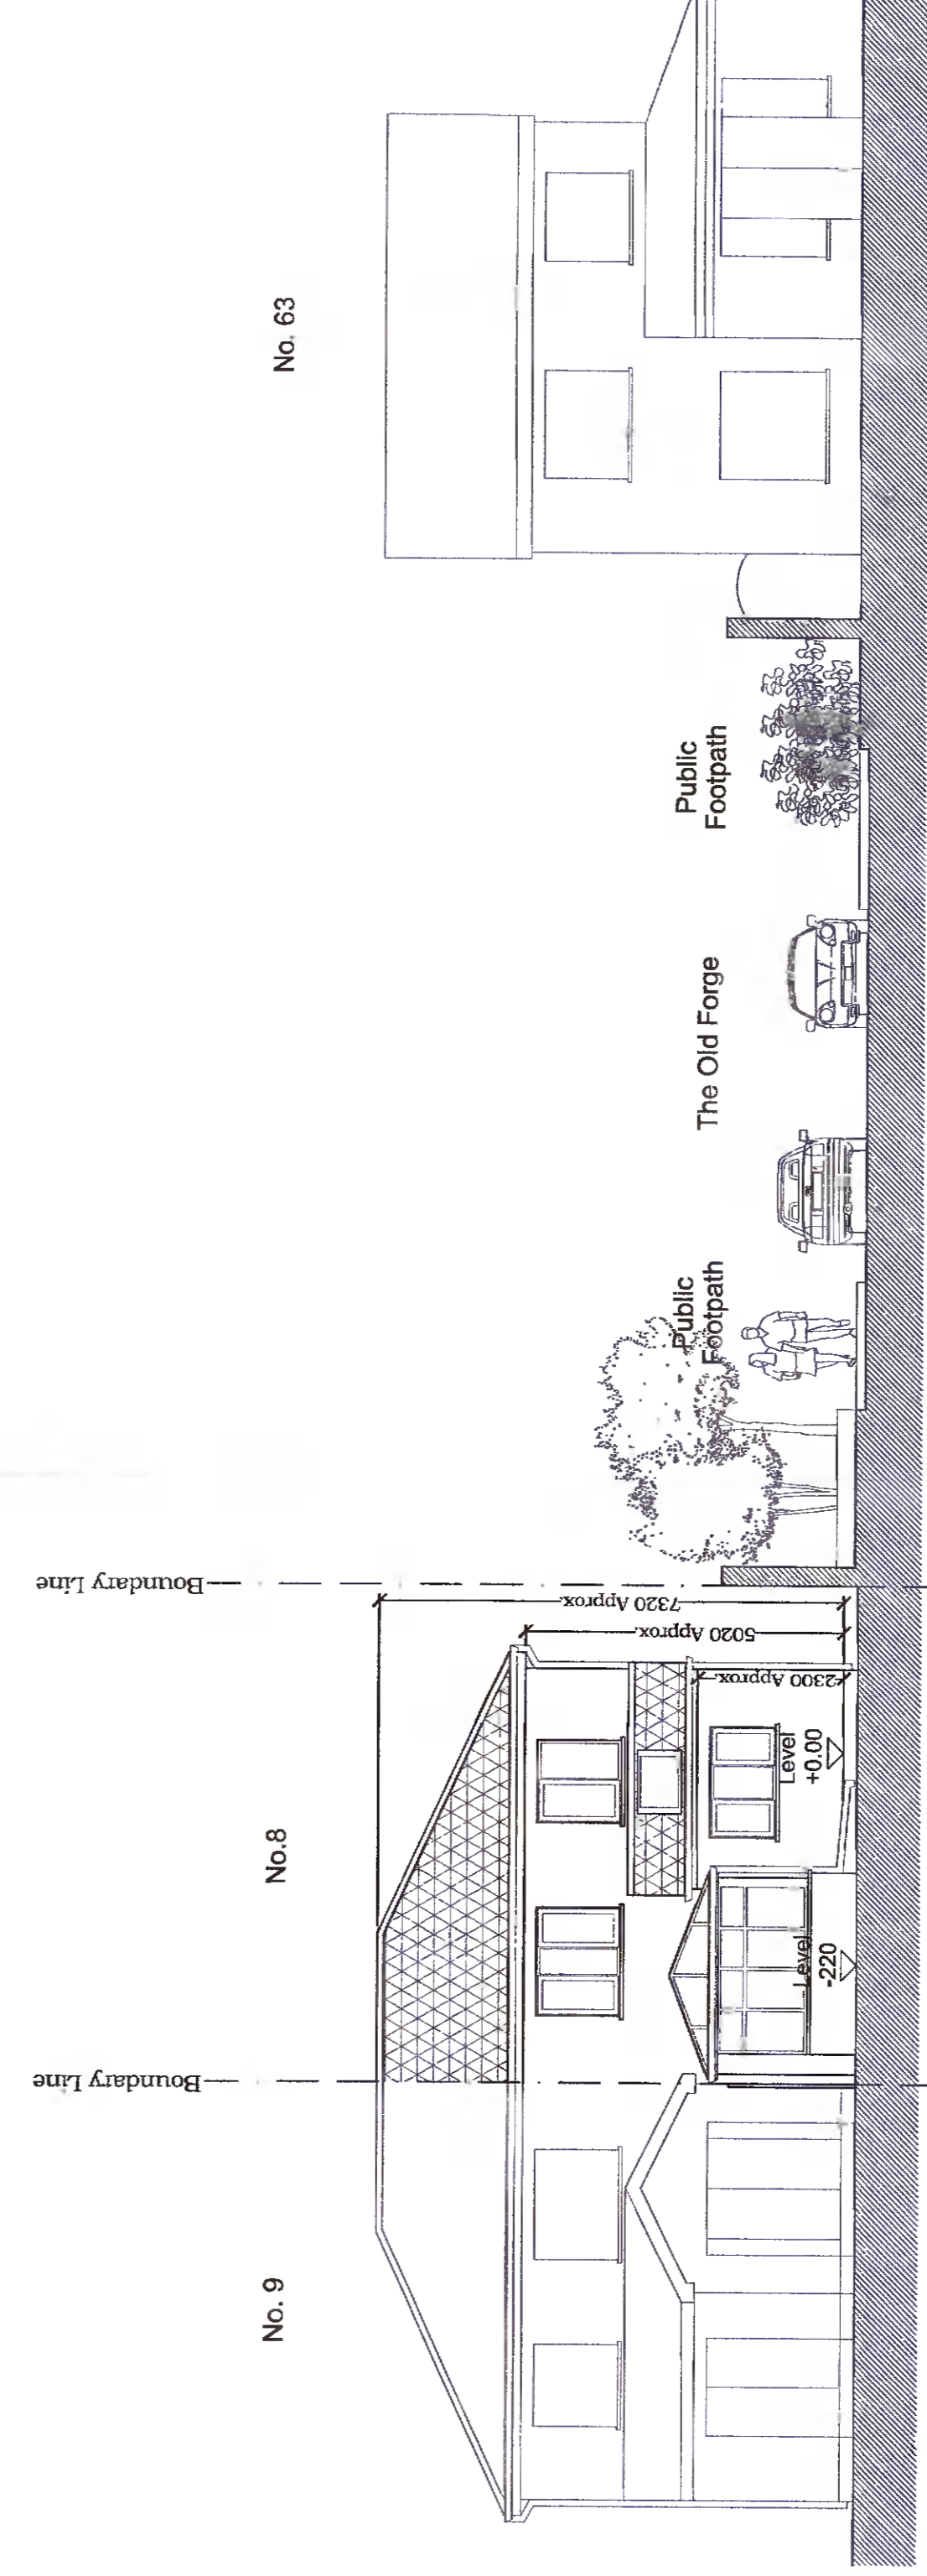 No. 9
No.8
No. 63
Boundary Line
Boundary Line
7320 Approx.
5020 Approx.
2300 Approx.
Level
-220
Level
+0.00
Public
Footpath
The Old Forge
Public
Footpath